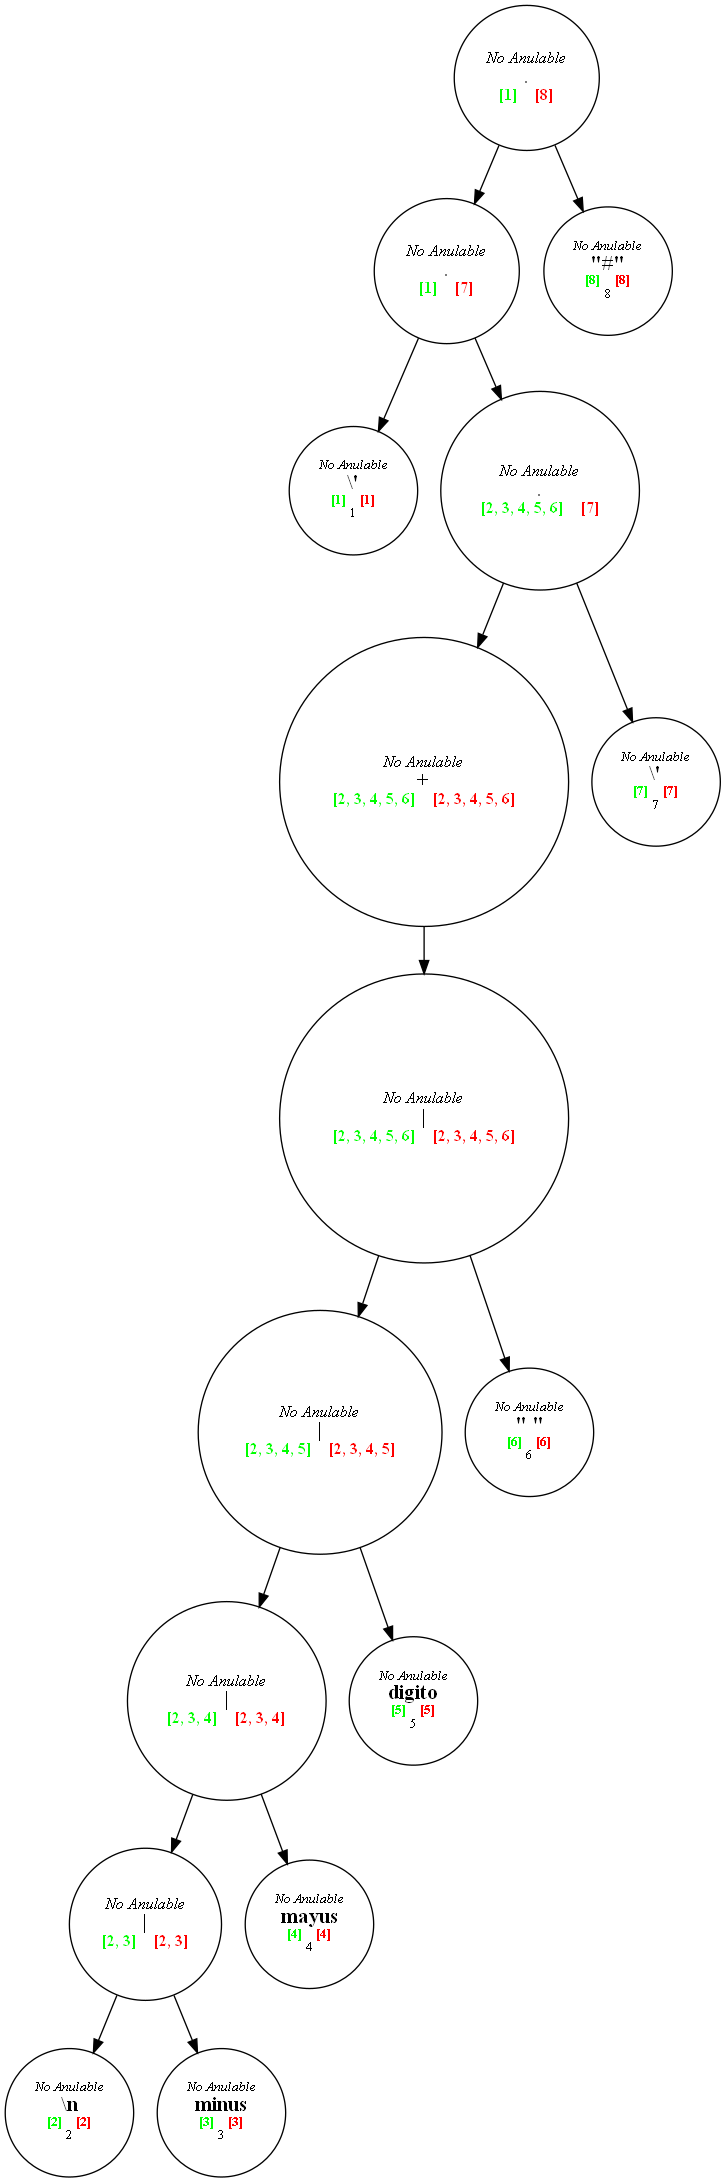 No Anulable
.
[1] [8]
No Anulable
.
[1] [7]
No Anulable
"#"
[8] [8]
8
No Anulable
\'
[1] [1]
1
No Anulable
.
[2, 3, 4, 5, 6] [7]
No Anulable
+
[2, 3, 4, 5, 6] [2, 3, 4, 5, 6]
No Anulable
\'
[7] [7]
7
No Anulable
|
[2, 3, 4, 5, 6] [2, 3, 4, 5, 6]
No Anulable
|
[2, 3, 4, 5] [2, 3, 4, 5]
No Anulable
" "
[6] [6]
6
No Anulable
|
[2, 3, 4] [2, 3, 4]
No Anulable
digito
[5] [5]
5
No Anulable
|
[2, 3] [2, 3]
No Anulable
mayus
[4] [4]
4
No Anulable
\n
[2] [2]
2
No Anulable
minus
[3] [3]
3